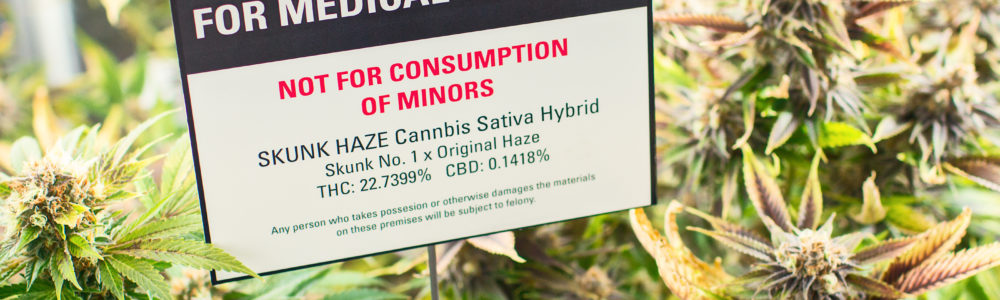 FOR MEDICAL
NOT FOR CONSUMPTION
OF MINORS
SKUNK HAZE Cannbis Sativa Hybrid
Skunk No. 1 x Original Haze
THC: 22.7399% CBD: 0.1418%
Any person who takes possesion or otherwise damages the materials
on these premises will be subject to felony.